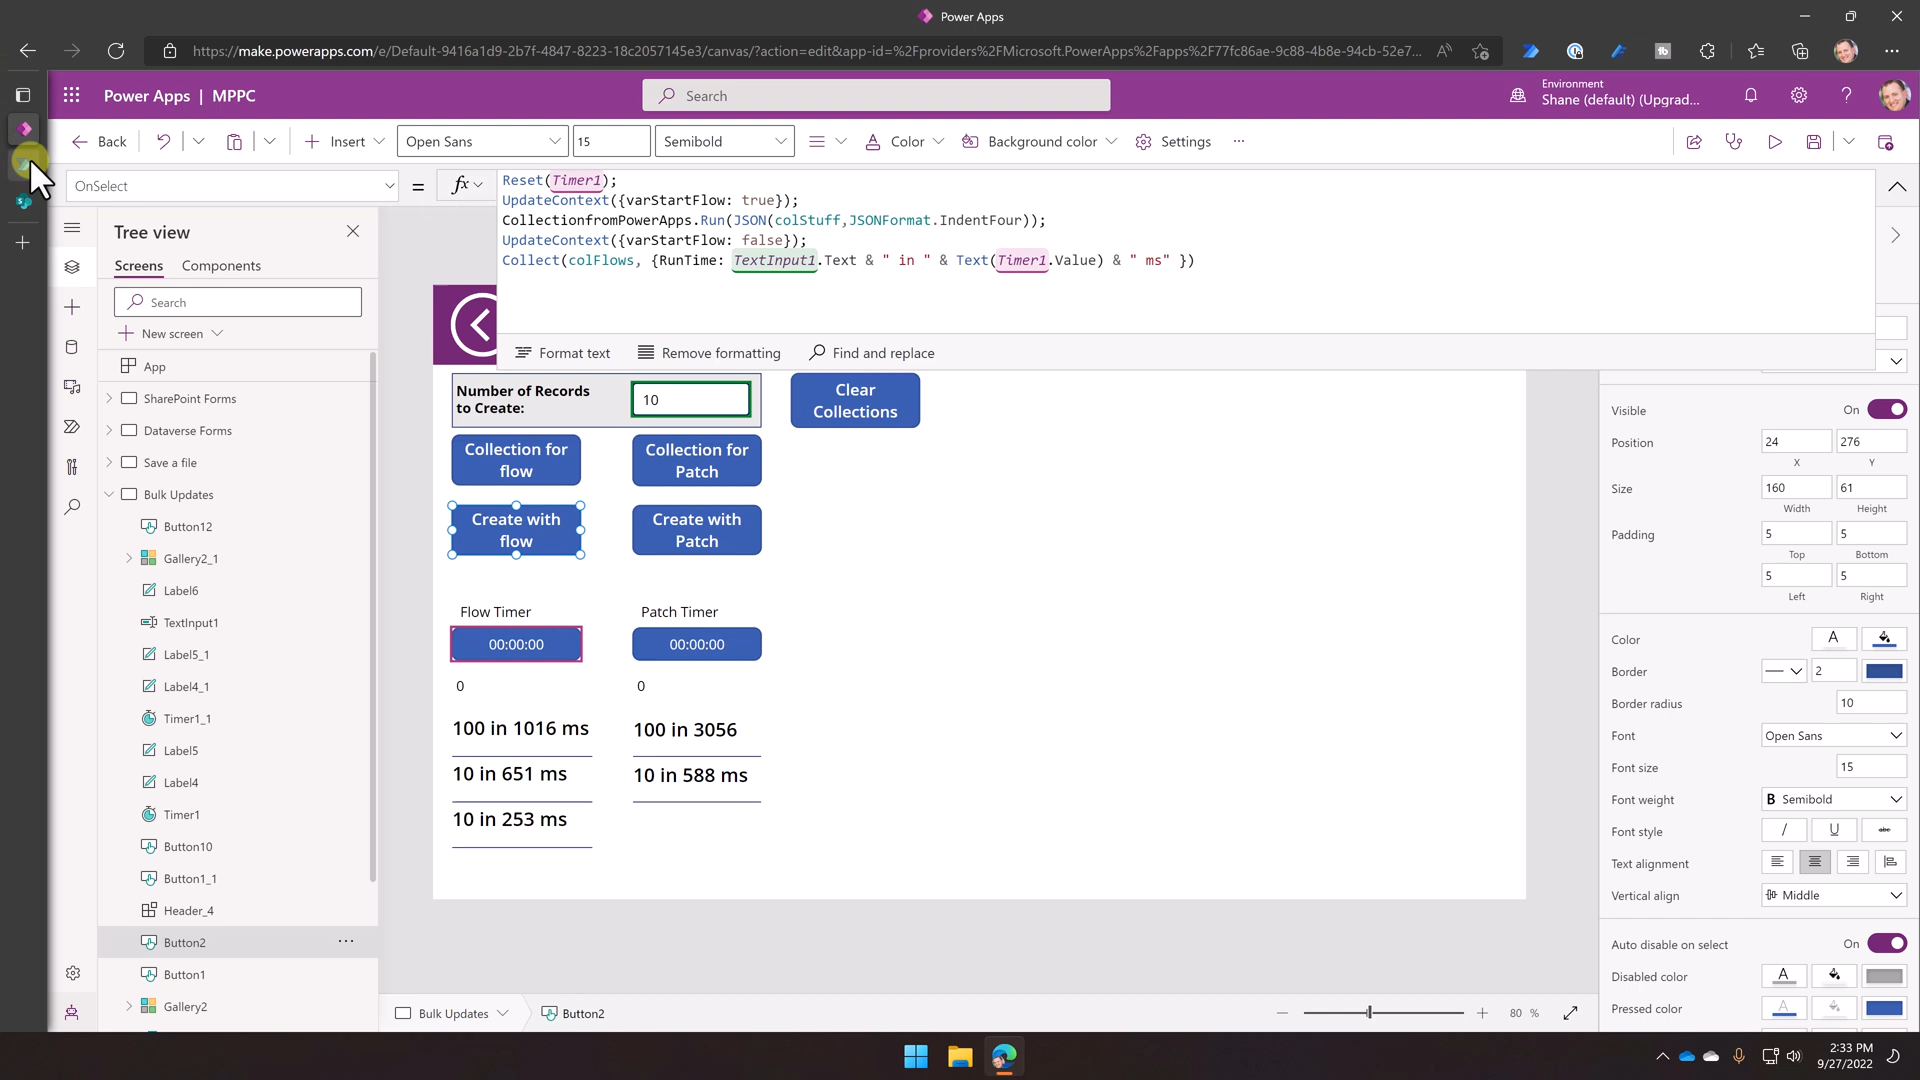 Power Apps
https://make.powerapps.com/e/Default-9416a1d9-2b7f-4847-8223-18c2057145e3/canvas/?action=edit&app-id=%2Fproviders%2FMicrosoft.PowerApps%2Fapps%2F77fc86ae-9c88-4b8e-94cb-52e7...
Power Apps | MPPC
Search
Environment
Shane (default) (Upgrad...
Back
Insert
Open Sans
15
Semibold
Color
Background color
Settings
OnSelect
=
fx
Reset(Timer1);
UpdateContext({varStartFlow: true});
CollectionfromPowerApps.Run(JSON(colStuff,JSONFormat.IndentFour));
UpdateContext({varStartFlow: false});
Collect(colFlows, {RunTime: TextInput1.Text & " in " & Text(Timer1.Value) & " ms" })
Format text
Remove formatting
Find and replace
Tree view
Screens
Components
Search
New screen
App
SharePoint Forms
Dataverse Forms
Save a file
Bulk Updates
Button12
Gallery2_1
Label6
TextInput1
Label5_1
Label4_1
Timer1_1
Label5
Label4
Timer1
Button10
Button1_1
Header_4
Button2
Button1
Gallery2
Number of Records
to Create:
10
Clear
Collections
Collection for
flow
Collection for
Patch
Create with
flow
Create with
Patch
Flow Timer
Patch Timer
00:00:00
00:00:00
0
0
100 in 1016 ms
100 in 3056
10 in 651 ms
10 in 588 ms
10 in 253 ms
Visible
On
Position
24
276
X
Y
Size
160
61
Width
Height
Padding
5
5
Top
Bottom
5
5
Left
Right
Color
A
Border
2
Border radius
10
Font
Open Sans
Font size
15
Font weight
B Semibold
Font style
/
U
abc
Text alignment
Vertical align
Middle
Auto disable on select
On
Disabled color
A
Pressed color
A
Bulk Updates
Button2
80 %
2:33 PM
9/27/2022